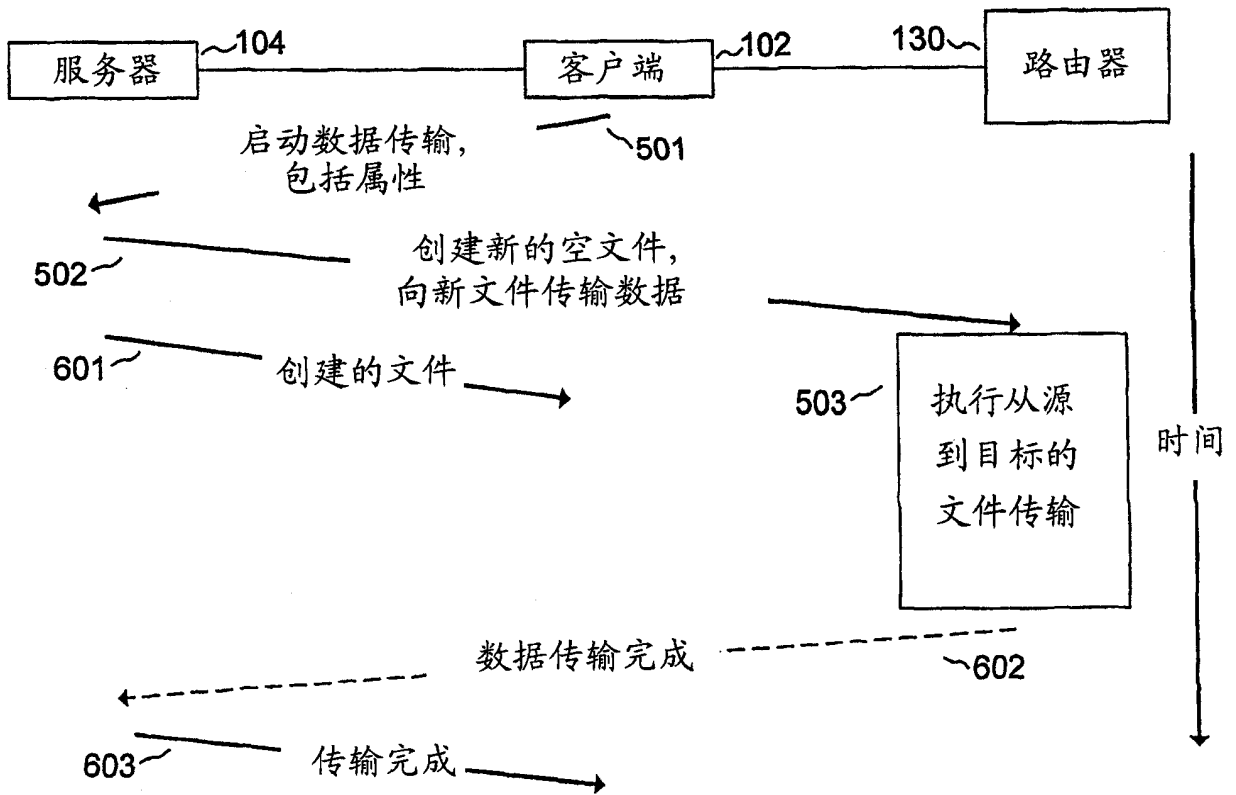 服务器
104
客户端
102
130
路由器
启动数据传输,
包括属性
501
创建新的空文件,
向新文件传输数据
502
601
创建的文件
503
执行从源
到目标的
文件传输
时间
数据传输完成
602
603
传输完成